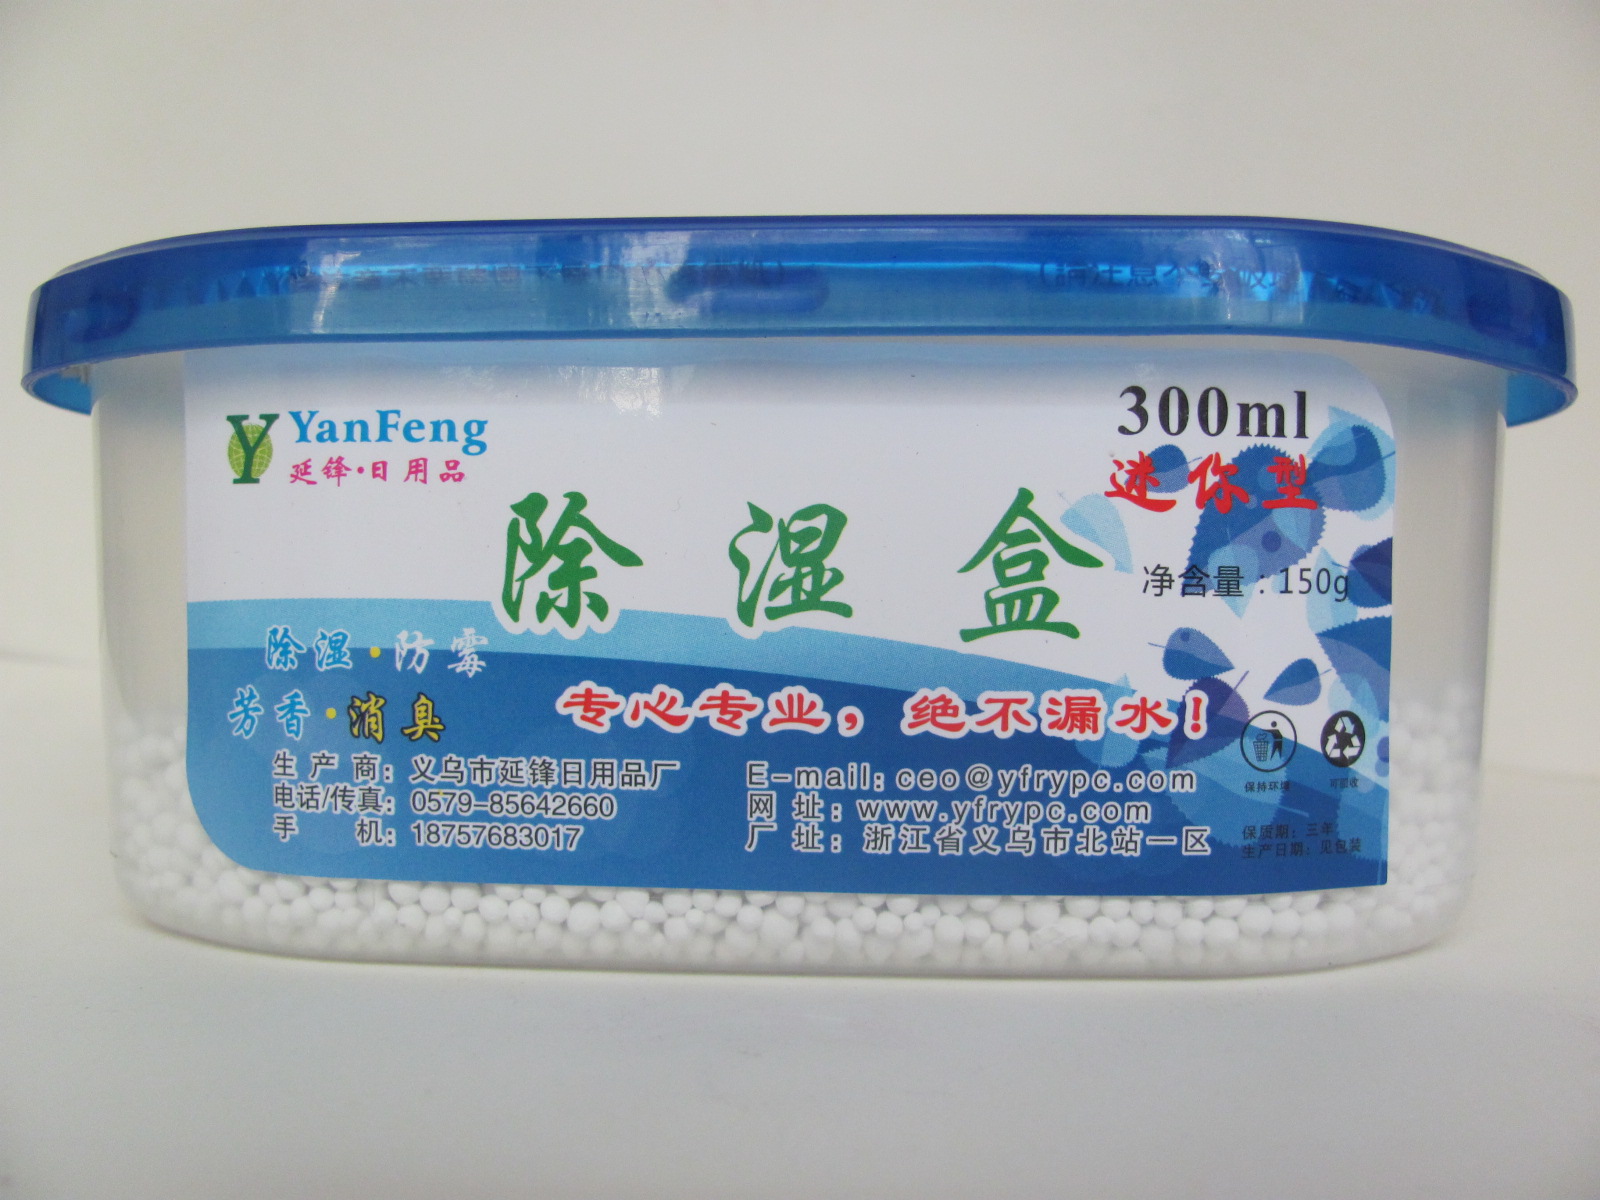 YanFeng
延锋·日用品
300ml
迷你型
除湿盒
净含量：150g
除湿·防霉
芳香·消臭
专心专业，绝不漏水！
生产商：义乌市延锋日用品厂
电话/传真：0579-85642660
手机：18757683017
E-mail：ceo@yfrypc.com
网址：www.yfrypc.com
厂址：浙江省义乌市北站一区
保持环境
可回收
保质期：三年
生产日期：见包装